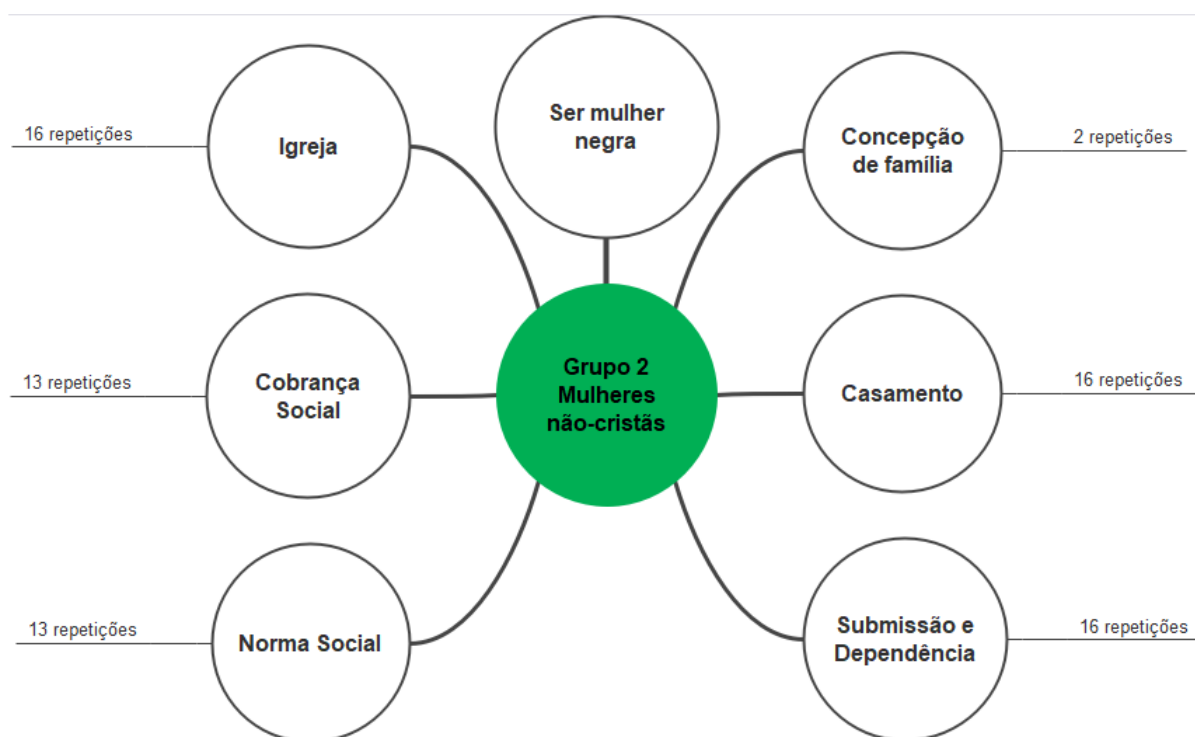 Ser mulher
negra
16 repetições
Igreja
Concepção
de família
2 repetições
13 repetições
Cobrança
Social
Grupo 2
Mulheres
não-cristãs
Casamento
16 repetições
13 repetições
Norma Social
Submissão e
Dependência
16 repetições